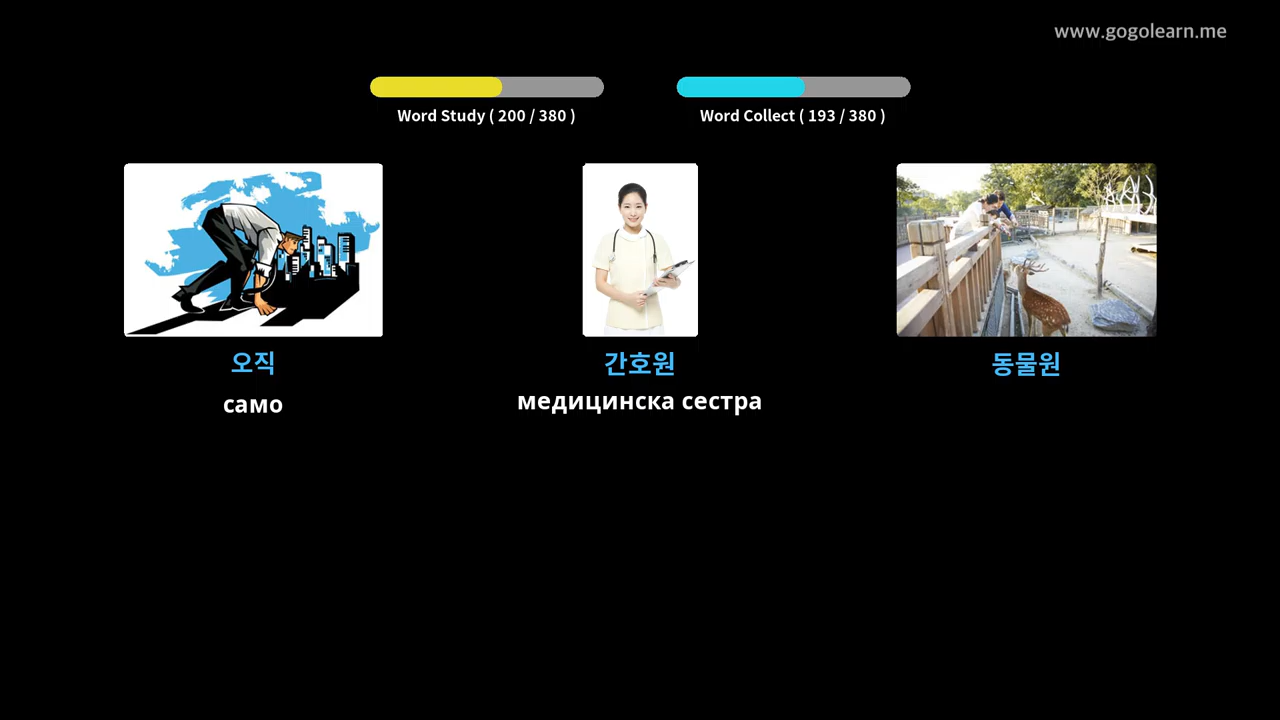 www.gogolearn.me
Word Study ( 200 / 380 )
Word Collect ( 193 / 380 )
오직
간호원
동물원
само
медицинска сестра